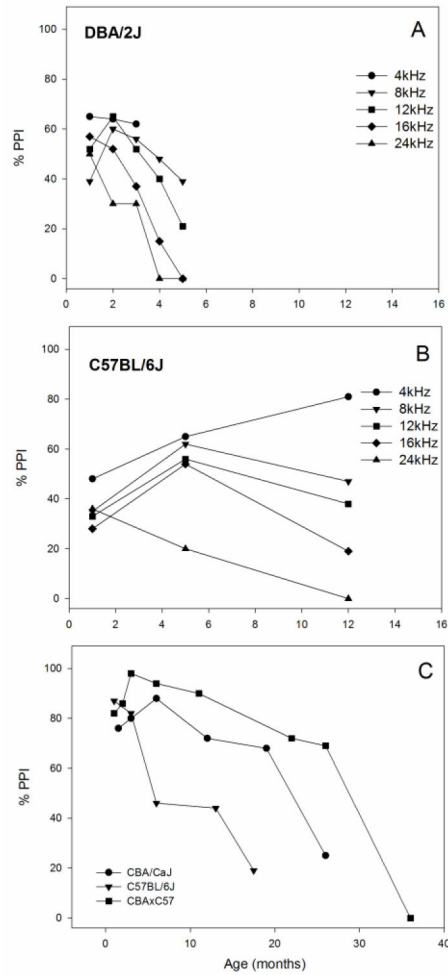 DBA/2J
A
100
80
60
40
20
0
% PPI
4kHz
8kHz
12kHz
16kHz
24kHz
0 2 4 6 8 10 12 14 16
C57BL/6J
B
100
80
60
40
20
0
% PPI
4kHz
8kHz
12kHz
16kHz
24kHz
0 2 4 6 8 10 12 14 16
C
100
80
60
40
20
0
% PPI
CBA/CaJ
C57BL/6J
CBAxC57
0 10 20 30 40
Age (months)